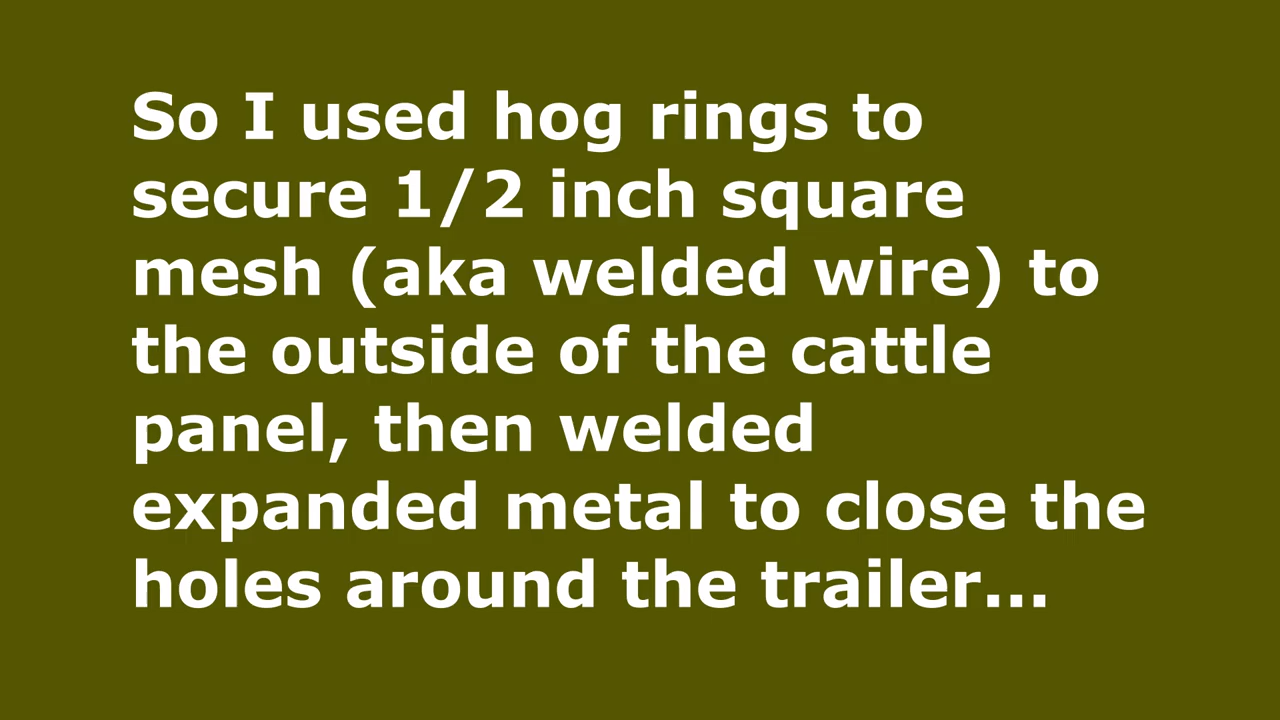 So I used hog rings to
secure 1/2 inch square
mesh (aka welded wire) to
the outside of the cattle
panel, then welded
expanded metal to close the
holes around the trailer...